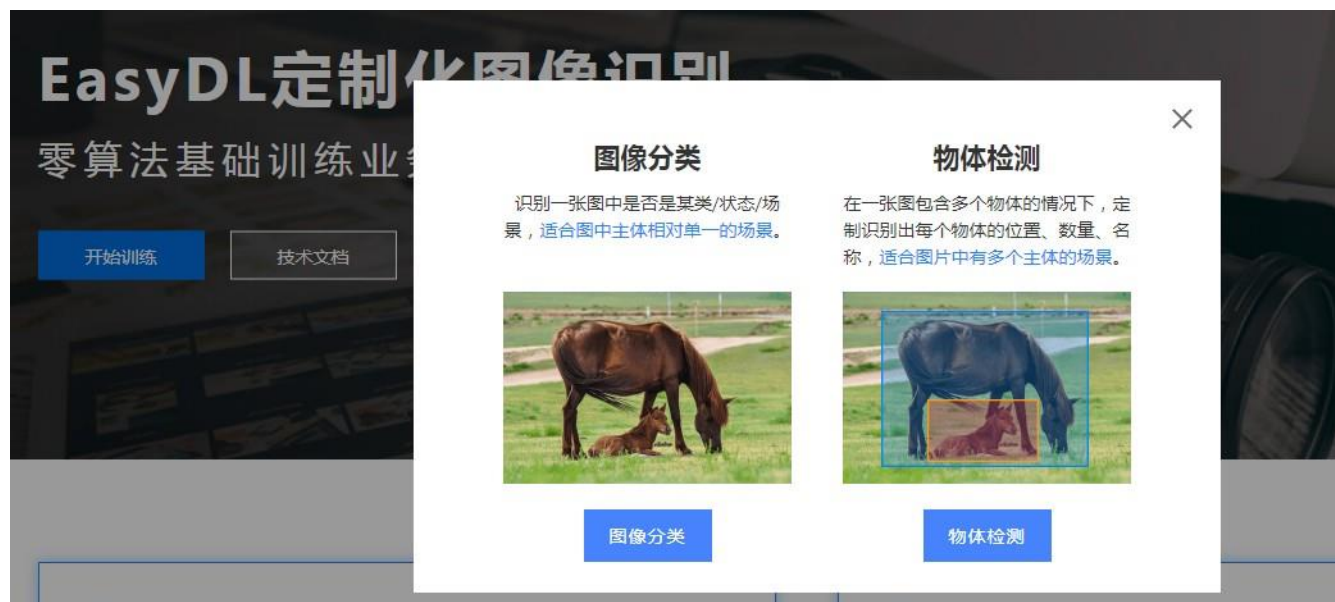 EasyDL定制化图像识别
零算法基础训练业
开始训练
技术文档
图像分类
识别一张图中是否是某类/状态/场
景，适合图中主体相对单一的场景。
图像分类
物体检测
在一张图包含多个物体的情况下，定
制识别出每个物体的位置、数量、名
称，适合图片中有多个主体的场景。
物体检测